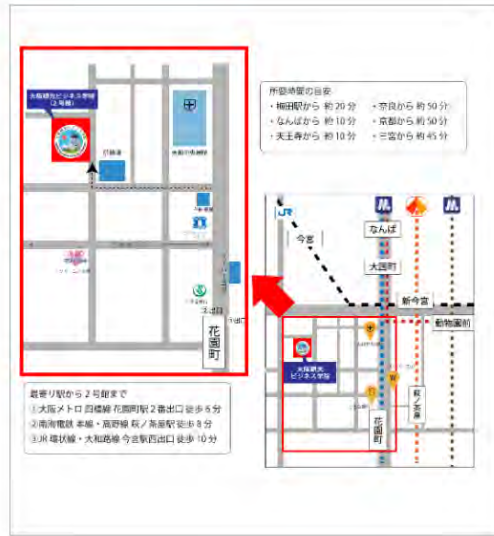 大阪観光ビジネス学院
(2号館)
花園町
所要時間の目安
・梅田駅から 約20分 ・奈良から 約50分
・なんばから 約10分 ・京都から 約50分
・天王寺から 約10分 ・三宮から 約45分
JR
なんば
今宮
大国町
新今宮
動物園前
大阪観光
ビジネス学院
花園町
萩ノ茶屋
最寄り駅から2号館まで
①大阪メトロ 四橋線 花園町駅2番出口 徒歩6分
②南海電鉄 本線・高野線 萩ノ茶屋駅 徒歩8分
③JR 環状線・大和路線 今宮駅西出口 徒歩10分